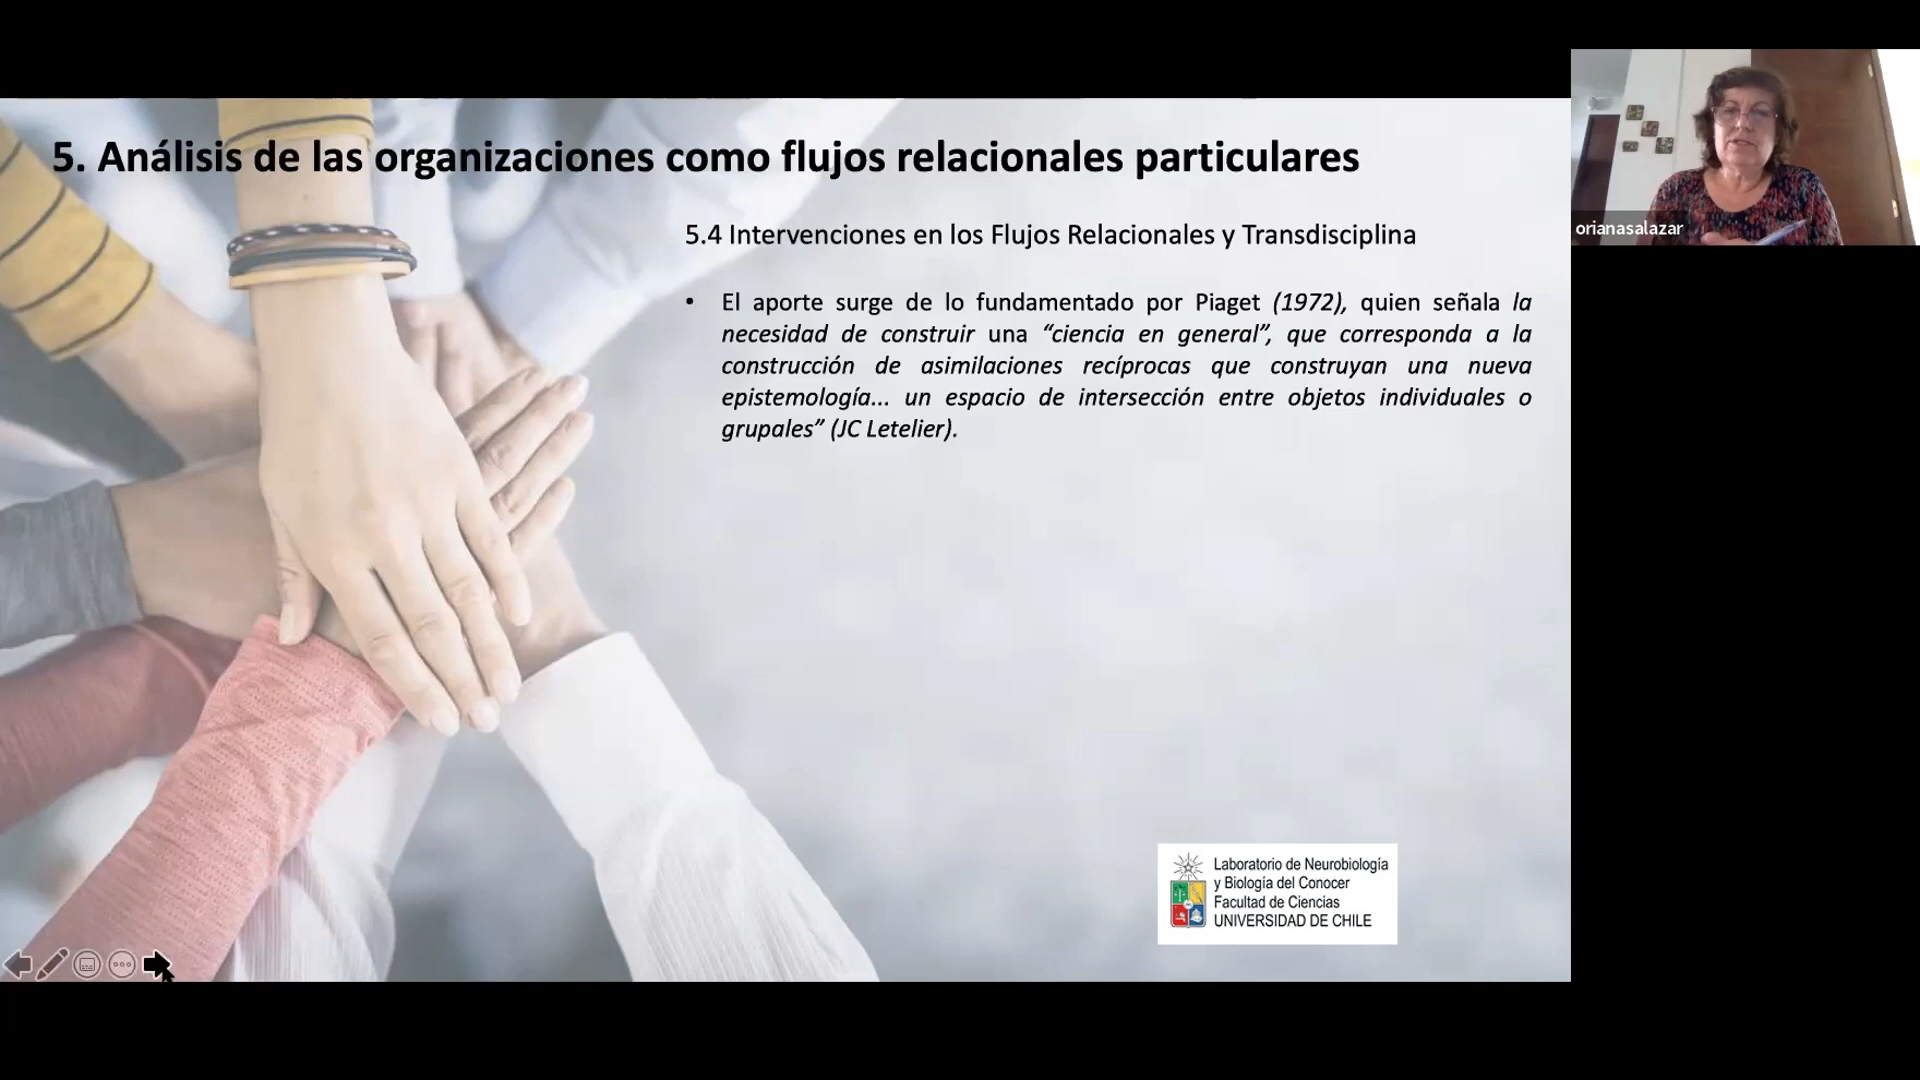 5. Análisis de las organizaciones como flujos relacionales particulares
5.4 Intervenciones en los Flujos Relacionales y Transdisciplina
• El aporte surge de lo fundamentado por Piaget (1972), quien señala la
necesidad de construir una “ciencia en general”, que corresponda a la
construcción de asimilaciones recíprocas que construyan una nueva
epistemología... un espacio de intersección entre objetos individuales o
grupales” (JC Letelier).
orianasalazar
Laboratorio de Neurobiología
y Biología del Conocer
Facultad de Ciencias
UNIVERSIDAD DE CHILE